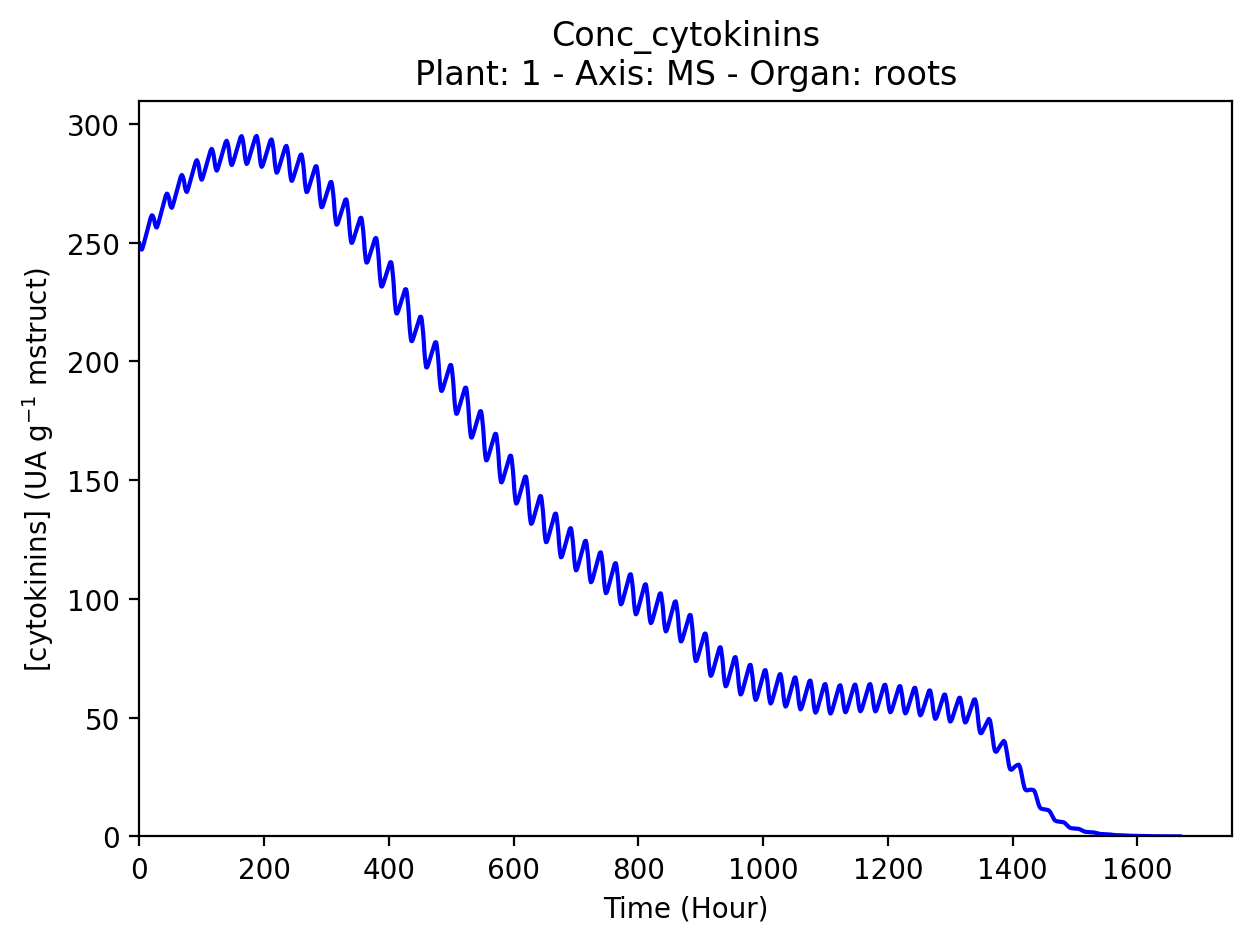 Conc_cytokinins
Plant: 1 - Axis: MS - Organ: roots
[cytokinins] (UA g⁻¹ mstruct)
300
250
200
150
100
50
0
0 200 400 600 800 1000 1200 1400 1600
Time (Hour)